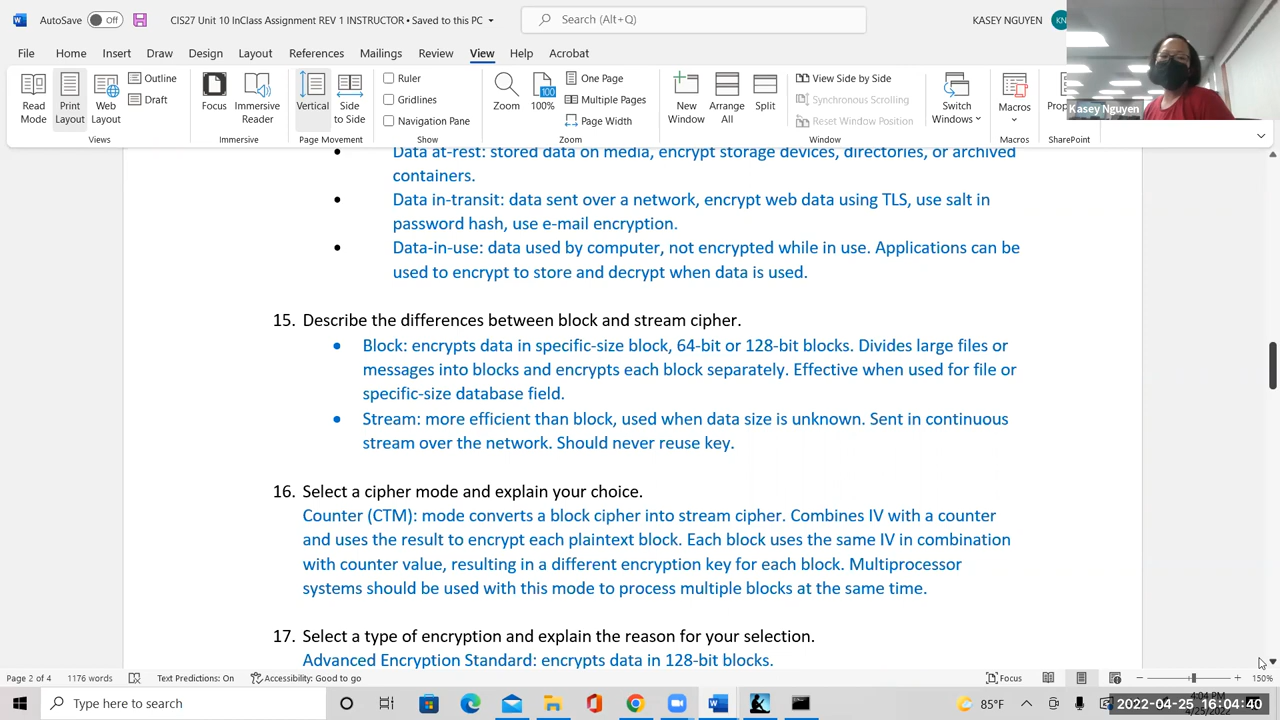 AutoSave Off CIS27 Unit 10 InClass Assignment REV 1 INSTRUCTOR • Saved to this PC Search (Alt+Q) KASEY NGUYEN KN
File Home Insert Draw Design Layout References Mailings Review View Help Acrobat
Read Mode Print Layout Web Layout Outline Draft Focus Immersive Reader Vertical Side to Side Ruler Gridlines Navigation Pane Zoom 100 100% One Page Multiple Pages Page Width New Window Arrange All Split View Side by Side Synchronous Scrolling Reset Window Position Switch Windows Macros
Kasey Nguyen
Views Immersive Page Movement Show Zoom Window Macros SharePoint
• Data at-rest: stored data on media, encrypt storage devices, directories, or archived
containers.
• Data in-transit: data sent over a network, encrypt web data using TLS, use salt in
password hash, use e-mail encryption.
• Data-in-use: data used by computer, not encrypted while in use. Applications can be
used to encrypt to store and decrypt when data is used.
15. Describe the differences between block and stream cipher.
• Block: encrypts data in specific-size block, 64-bit or 128-bit blocks. Divides large files or
messages into blocks and encrypts each block separately. Effective when used for file or
specific-size database field.
• Stream: more efficient than block, used when data size is unknown. Sent in continuous
stream over the network. Should never reuse key.
16. Select a cipher mode and explain your choice.
Counter (CTM): mode converts a block cipher into stream cipher. Combines IV with a counter
and uses the result to encrypt each plaintext block. Each block uses the same IV in combination
with counter value, resulting in a different encryption key for each block. Multiprocessor
systems should be used with this mode to process multiple blocks at the same time.
17. Select a type of encryption and explain the reason for your selection.
Advanced Encryption Standard: encrypts data in 128-bit blocks.
Page 2 of 4 1176 words Text Predictions: On Accessibility: Good to go Focus 150%
Type here to search 85°F 4:04 PM
2022-04-25 16:04:40